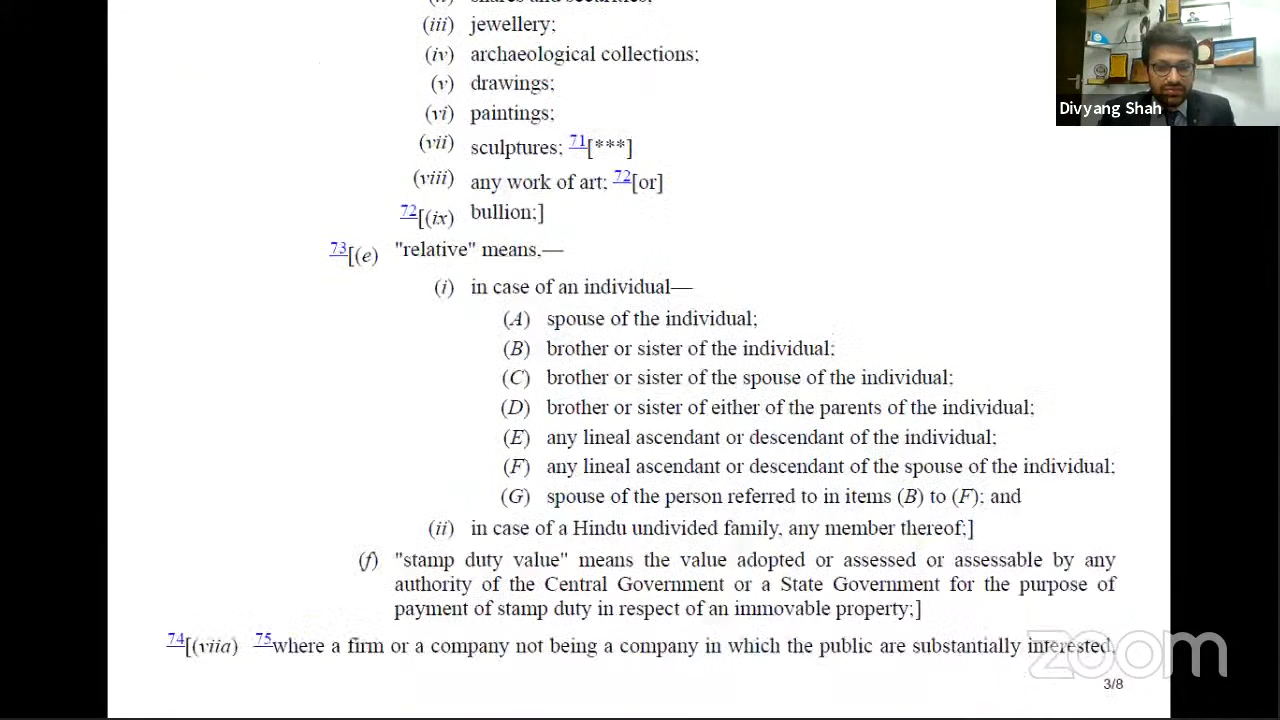 shares and securities;
(iii) jewellery;
(iv) archaeological collections;
(v) drawings;
(vi) paintings;
(vii) sculptures; 71[***]
(viii) any work of art; 72[or]
72[(ix) bullion;]
73[(e) "relative" means,—
(i) in case of an individual—
(A) spouse of the individual;
(B) brother or sister of the individual;
(C) brother or sister of the spouse of the individual;
(D) brother or sister of either of the parents of the individual;
(E) any lineal ascendant or descendant of the individual;
(F) any lineal ascendant or descendant of the spouse of the individual;
(G) spouse of the person referred to in items (B) to (F); and
(ii) in case of a Hindu undivided family, any member thereof;]
(f) "stamp duty value" means the value adopted or assessed or assessable by any
authority of the Central Government or a State Government for the purpose of
payment of stamp duty in respect of an immovable property;]
74[(viia) 75where a firm or a company not being a company in which the public are substantially interested,
3/8
Divyang Shah
zoom